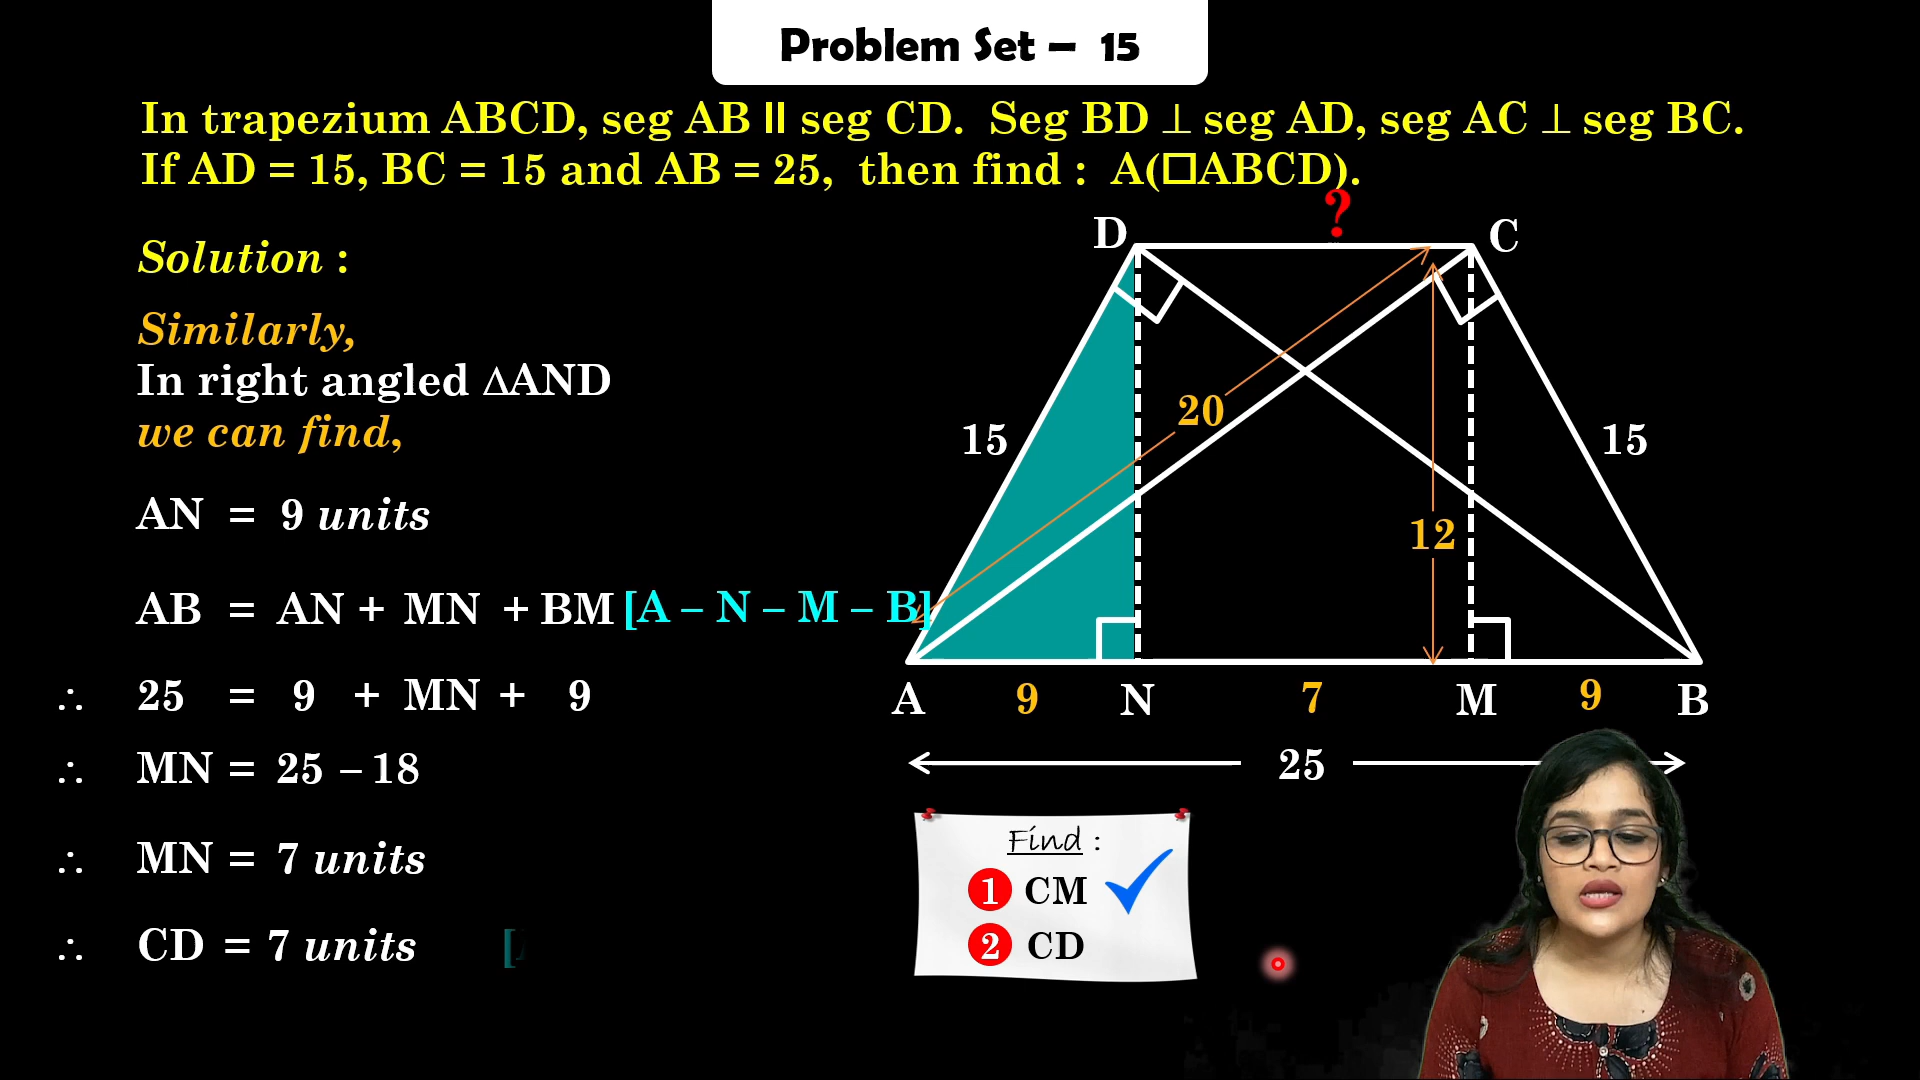 Problem Set – 15
In trapezium ABCD, seg AB || seg CD. Seg BD ⊥ seg AD, seg AC ⊥ seg BC.
If AD = 15, BC = 15 and AB = 25, then find : A(□ABCD).
Solution :
Similarly,
In right angled ∆AND
we can find,
AN = 9 units
AB = AN + MN + BM [A – N – M – B]
∴ 25 = 9 + MN + 9
∴ MN = 25 – 18
∴ MN = 7 units
∴ CD = 7 units [
?
D C
20
15 15
12
A 9 N 7 M 9 B
25
Find :
1 CM
2 CD